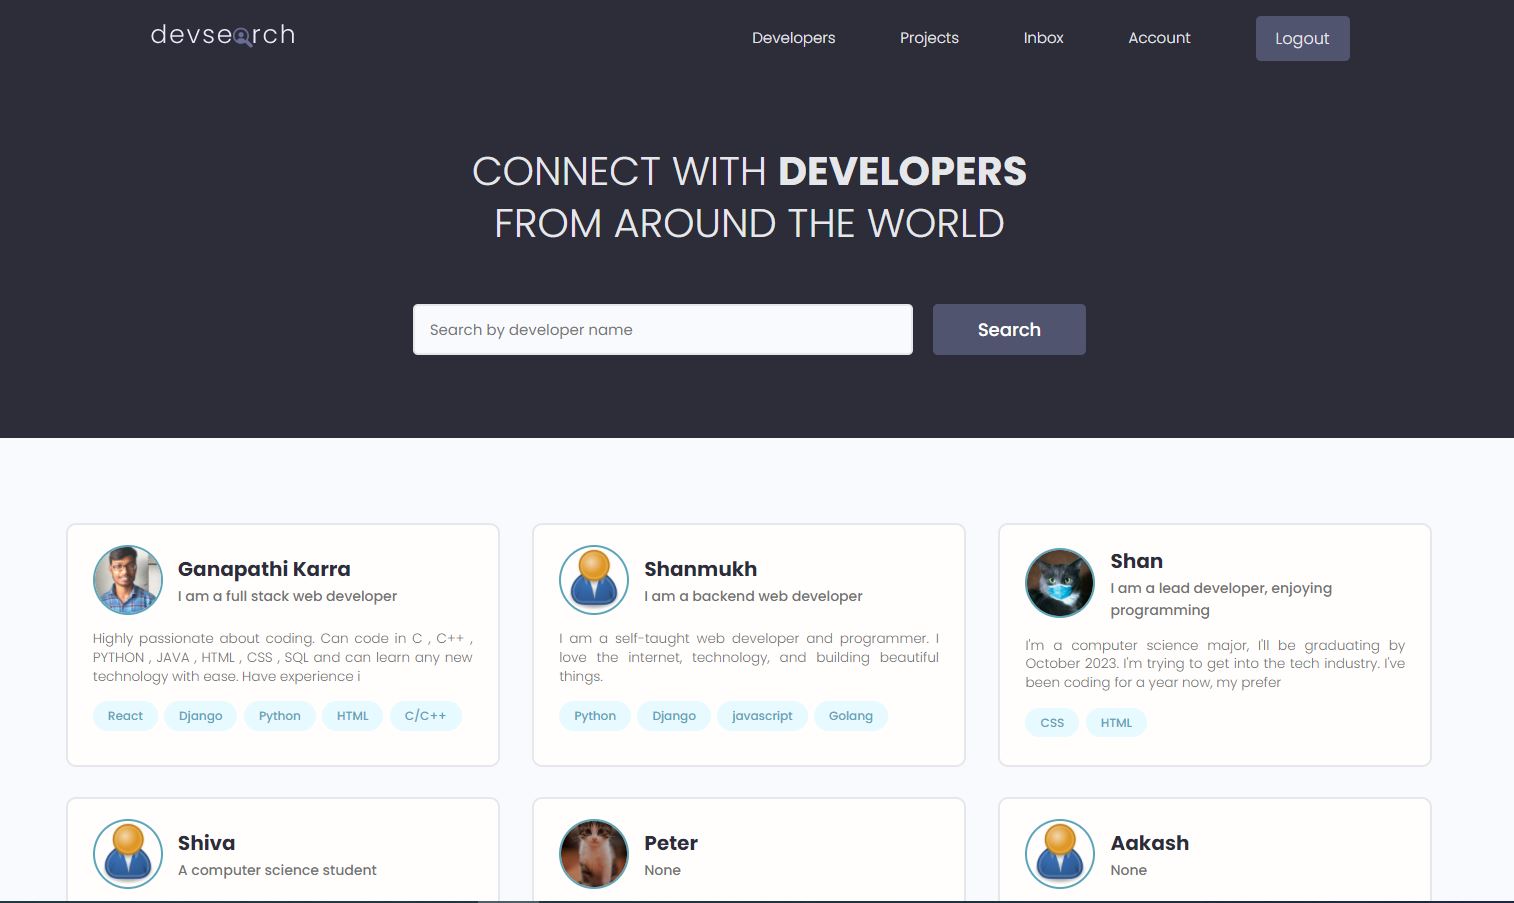 devsearch
Developers
Projects
Inbox
Account
Logout
CONNECT WITH DEVELOPERS
FROM AROUND THE WORLD
Search by developer name
Search
Ganapathi Karra
I am a full stack web developer
Highly passionate about coding. Can code in C , C++ ,
PYTHON , JAVA , HTML , CSS , SQL and can learn any new
technology with ease. Have experience i
React
Django
Python
HTML
C/C++
Shanmukh
I am a backend web developer
I am a self-taught web developer and programmer. I
love the internet, technology, and building beautiful
things.
Python
Django
javascript
Golang
Shan
I am a lead developer, enjoying
programming
I'm a computer science major, I'll be graduating by
October 2023. I'm trying to get into the tech industry. I've
been coding for a year now, my prefer
CSS
HTML
Shiva
A computer science student
Peter
None
Aakash
None